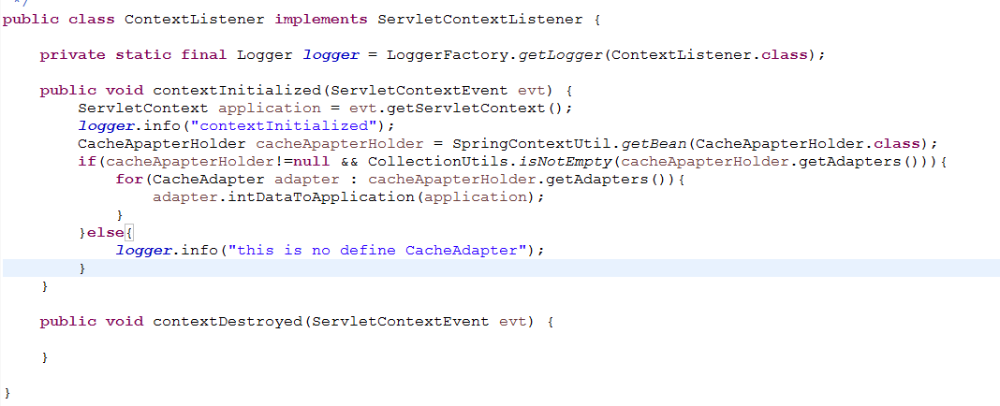 */
public class ContextListener implements ServletContextListener {
    private static final Logger logger = LoggerFactory.getLogger(ContextListener.class);
    public void contextInitialized(ServletContextEvent evt) {
        ServletContext application = evt.getServletContext();
        logger.info("contextInitialized");
        CacheApapterHolder cacheApapterHolder = SpringContextUtil.getBean(CacheApapterHolder.class);
        if(cacheApapterHolder!=null && CollectionUtils.isNotEmpty(cacheApapterHolder.getAdapters())){
            for(CacheAdapter adapter : cacheApapterHolder.getAdapters()){
                adapter.intDataToApplication(application);
            }
        }else{
            logger.info("this is no define CacheAdapter");
        }
    }
    public void contextDestroyed(ServletContextEvent evt) {
    }
}